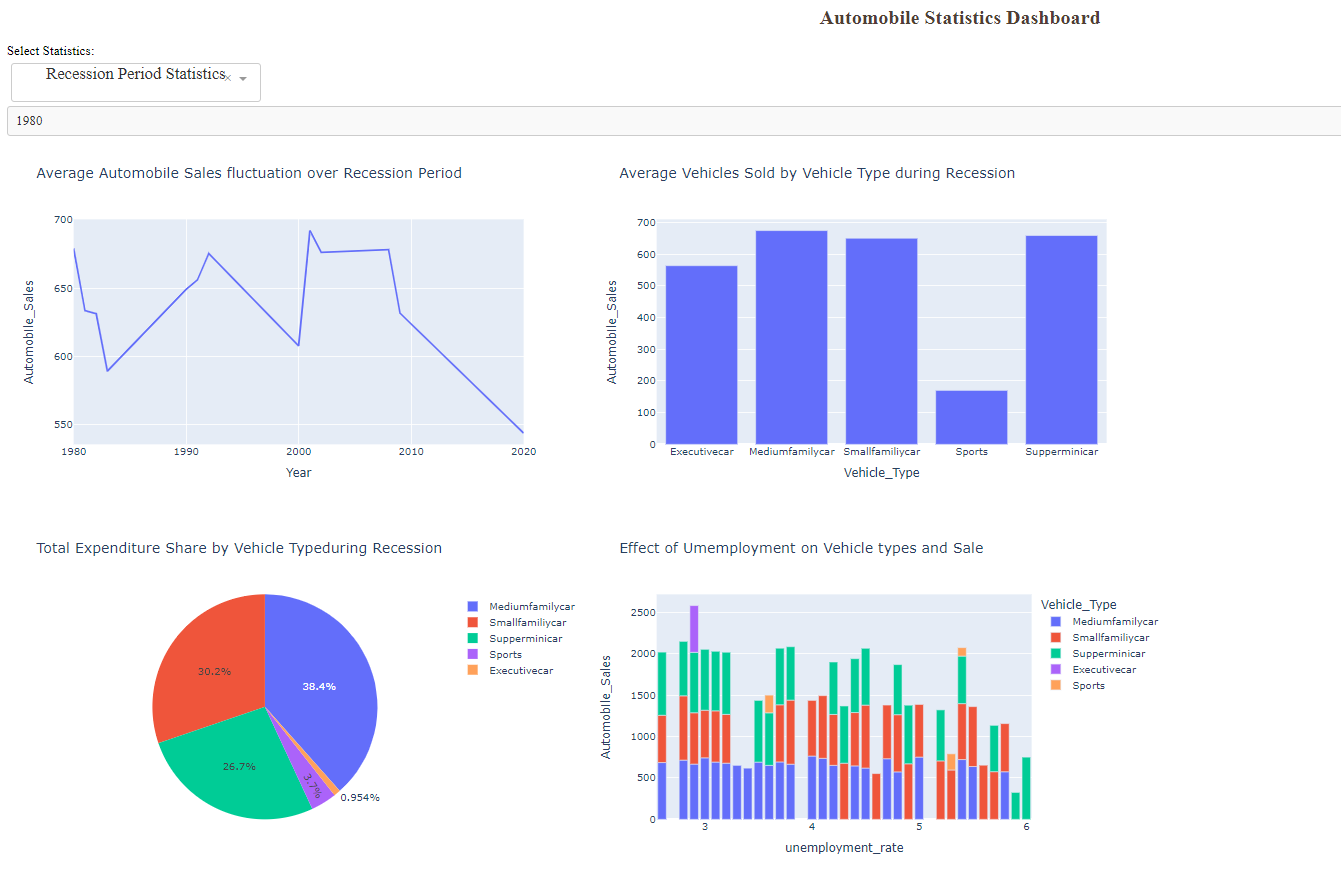 Automobile Statistics Dashboard
Select Statistics:
Recession Period Statistics
×
1980
Average Automobile Sales fluctuation over Recession Period
700
650
600
550
Automobile_Sales
1980
1990
2000
2010
2020
Year
Average Vehicles Sold by Vehicle Type during Recession
700
600
500
400
300
200
100
0
Automobile_Sales
Executivecar
Mediumfamilycar
Smallfamiliycar
Sports
Supperminicar
Vehicle_Type
Total Expenditure Share by Vehicle Typeduring Recession
30.2%
38.4%
26.7%
3.7%
0.954%
Mediumfamilycar
Smallfamiliycar
Supperminicar
Sports
Executivecar
Effect of Umemployment on Vehicle types and Sale
2500
2000
1500
1000
500
0
Automobile_Sales
3
4
5
6
unemployment_rate
Vehicle_Type
Mediumfamilycar
Smallfamiliycar
Supperminicar
Executivecar
Sports